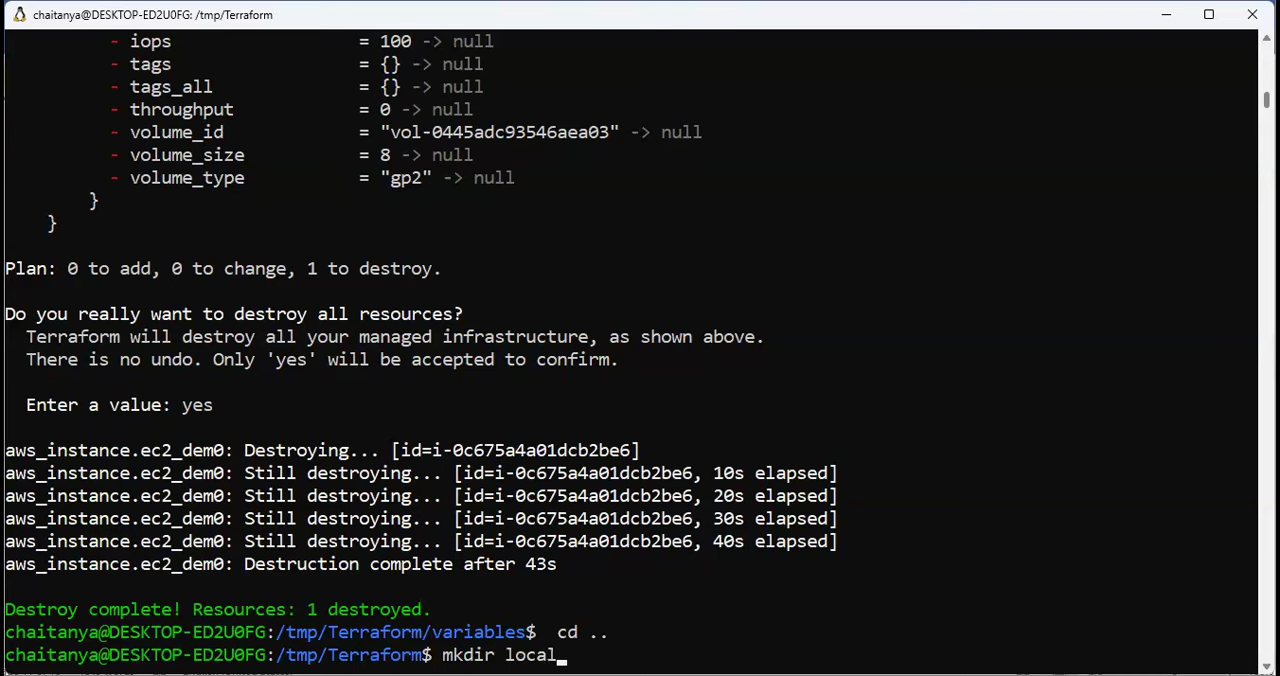 chaitanya@DESKTOP-ED2U0FG: /tmp/Terraform
- iops = 100 -> null
- tags = {} -> null
- tags_all = {} -> null
- throughput = 0 -> null
- volume_id = "vol-0445adc93546aea03" -> null
- volume_size = 8 -> null
- volume_type = "gp2" -> null
}
}
Plan: 0 to add, 0 to change, 1 to destroy.
Do you really want to destroy all resources?
Terraform will destroy all your managed infrastructure, as shown above.
There is no undo. Only 'yes' will be accepted to confirm.
Enter a value: yes
aws_instance.ec2_dem0: Destroying... [id=i-0c675a4a01dcb2be6]
aws_instance.ec2_dem0: Still destroying... [id=i-0c675a4a01dcb2be6, 10s elapsed]
aws_instance.ec2_dem0: Still destroying... [id=i-0c675a4a01dcb2be6, 20s elapsed]
aws_instance.ec2_dem0: Still destroying... [id=i-0c675a4a01dcb2be6, 30s elapsed]
aws_instance.ec2_dem0: Still destroying... [id=i-0c675a4a01dcb2be6, 40s elapsed]
aws_instance.ec2_dem0: Destruction complete after 43s
Destroy complete! Resources: 1 destroyed.
chaitanya@DESKTOP-ED2U0FG:/tmp/Terraform/variables$  cd ..
chaitanya@DESKTOP-ED2U0FG:/tmp/Terraform$ mkdir local